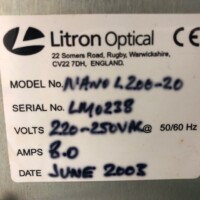 Litron Optical CE
22 Somers Road, Rugby, Warwickshire,
CV22 7DH, ENGLAND.
MODEL No. NANO L200-20
SERIAL No. LM0238
VOLTS 220-250VAC@ 50/60 Hz
AMPS 8.0
DATE JUNE 2003